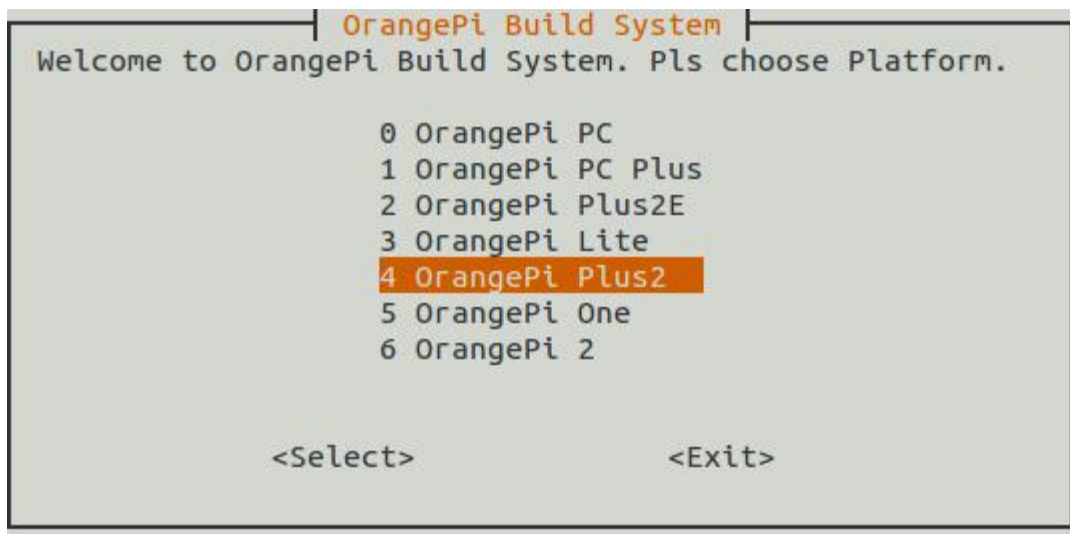 OrangePi Build System
Welcome to OrangePi Build System. Pls choose Platform.
0 OrangePi PC
1 OrangePi PC Plus
2 OrangePi Plus2E
3 OrangePi Lite
4 OrangePi Plus2
5 OrangePi One
6 OrangePi 2
<Select> <Exit>